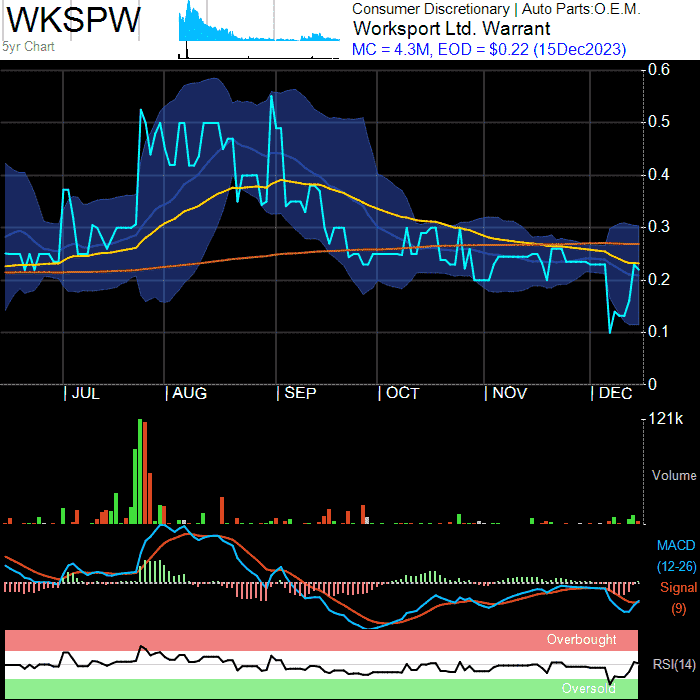 WKSPW
5yr Chart
Consumer Discretionary | Auto Parts:O.E.M.
Worksport Ltd. Warrant
MC = 4.3M, EOD = $0.22 (15Dec2023)
0.6
0.5
0.4
0.3
0.2
0.1
0
| JUL | AUG | SEP | OCT | NOV | DEC
121k
Volume
MACD
(12-26)
Signal
(9)
Overbought
RSI(14)
Oversold